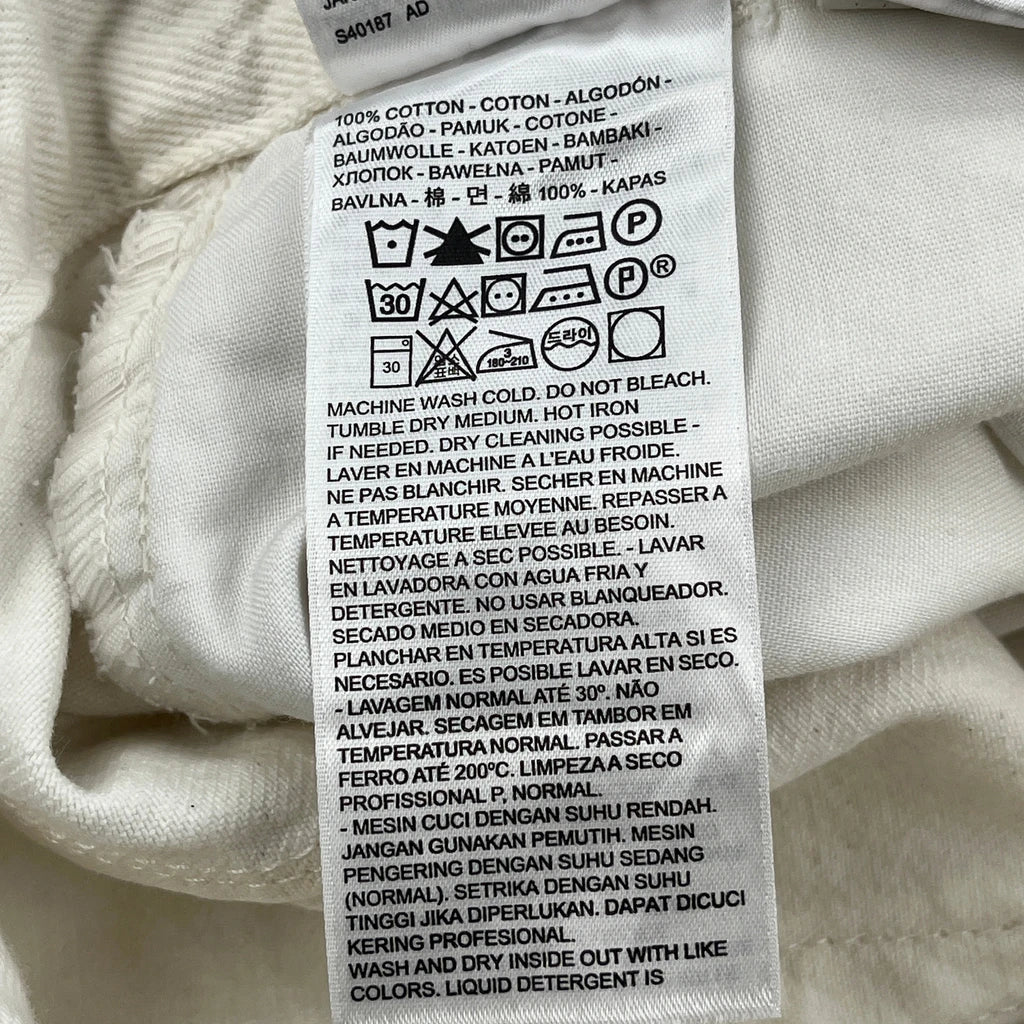 S40187 AD
100% COTTON - COTON - ALGODÓN -
ALGODÃO - PAMUK - COTONE -
BAUMWOLLE - KATOEN - BAMBAKI -
ХЛОПОК - BAWEŁNA - PAMUT -
BAVLNA - 棉 - 면 - 綿 100% - KAPAS
P
30 P ®
30 3 180~210 드라이
MACHINE WASH COLD. DO NOT BLEACH.
TUMBLE DRY MEDIUM. HOT IRON
IF NEEDED. DRY CLEANING POSSIBLE -
LAVER EN MACHINE A L'EAU FROIDE.
NE PAS BLANCHIR. SECHER EN MACHINE
A TEMPERATURE MOYENNE. REPASSER A
TEMPERATURE ELEVEE AU BESOIN.
NETTOYAGE A SEC POSSIBLE. - LAVAR
EN LAVADORA CON AGUA FRIA Y
DETERGENTE. NO USAR BLANQUEADOR.
SECADO MEDIO EN SECADORA.
PLANCHAR EN TEMPERATURA ALTA SI ES
NECESARIO. ES POSIBLE LAVAR EN SECO.
- LAVAGEM NORMAL ATÉ 30º. NÃO
ALVEJAR. SECAGEM EM TAMBOR EM
TEMPERATURA NORMAL. PASSAR A
FERRO ATÉ 200ºC. LIMPEZA A SECO
PROFISSIONAL P, NORMAL.
- MESIN CUCI DENGAN SUHU RENDAH.
JANGAN GUNAKAN PEMUTIH. MESIN
PENGERING DENGAN SUHU SEDANG
(NORMAL). SETRIKA DENGAN SUHU
TINGGI JIKA DIPERLUKAN. DAPAT DICUCI
KERING PROFESIONAL.
WASH AND DRY INSIDE OUT WITH LIKE
COLORS. LIQUID DETERGENT IS